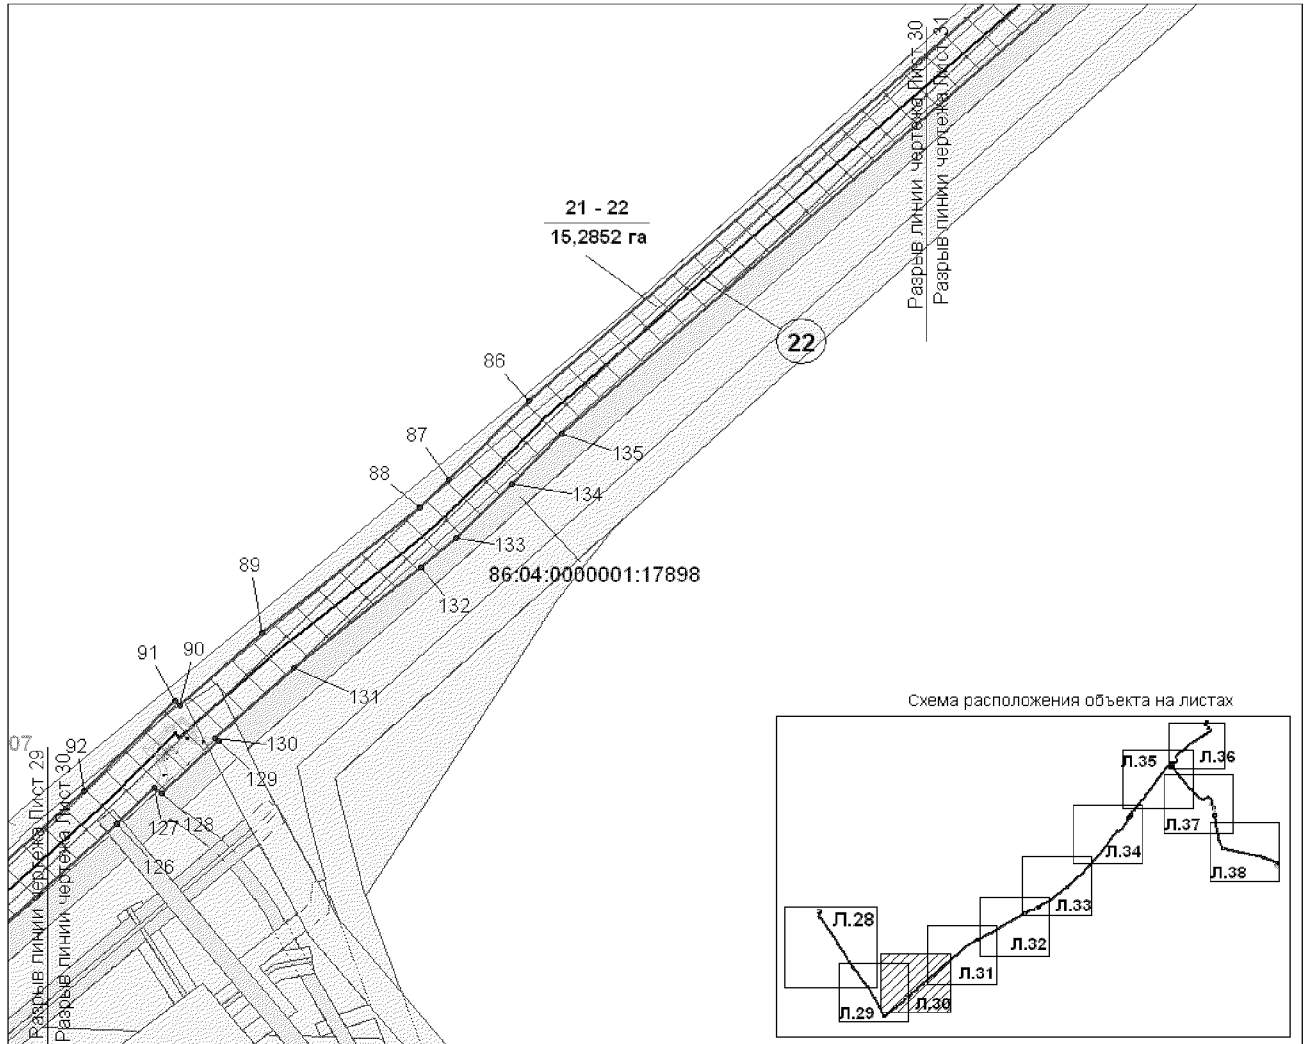 Разрыв линии чертежа Лист 30
Разрыв линии чертежа Лист 31
21 - 22
15,2852 га
22
86
87
135
88
134
133
89
86:04:0000001:17898
132
91
90
131
07
92
130
129
127
128
126
Разрыв линии чертежа Лист 29
Разрыв линии чертежа Лист 30
Схема расположения объекта на листах
Л.35
Л.36
Л.37
Л.34
Л.38
Л.33
Л.28
Л.32
Л.31
Л.30
Л.29